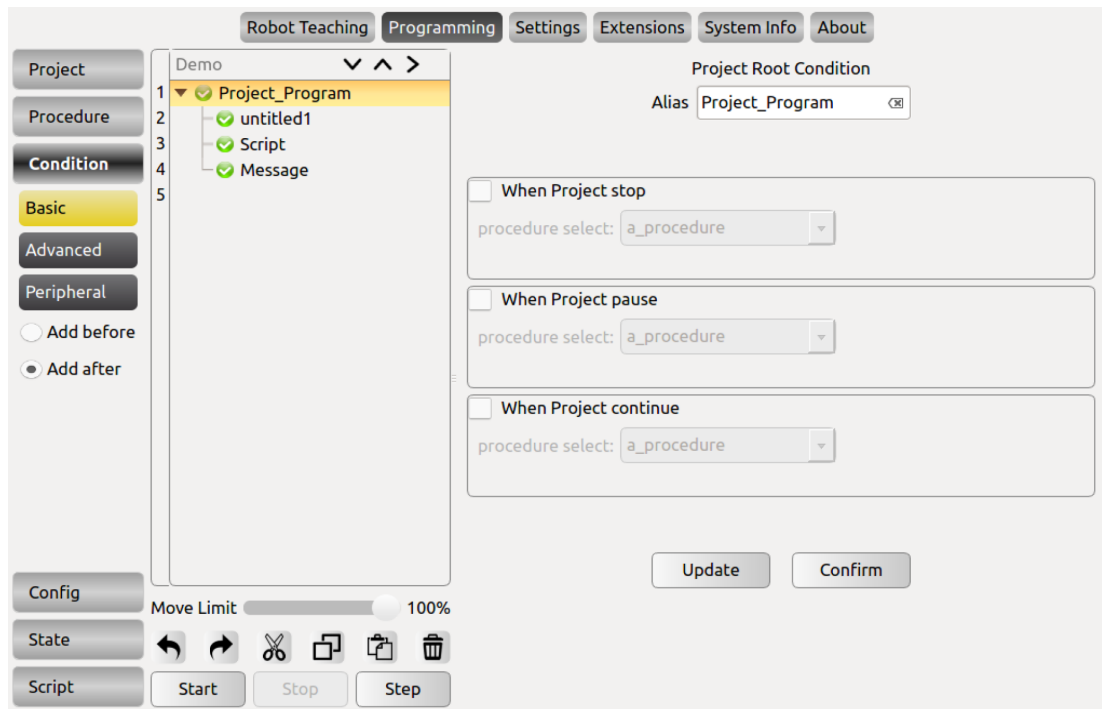 Robot Teaching Programming Settings Extensions System Info About
Project
Procedure
Condition
Basic
Advanced
Peripheral
Add before
Add after
Config
State
Script
Demo
1 Project_Program
2 untitled1
3 Script
4 Message
5
Move Limit 100%
Start Stop Step
Project Root Condition
Alias Project_Program
When Project stop
procedure select: a_procedure
When Project pause
procedure select: a_procedure
When Project continue
procedure select: a_procedure
Update Confirm